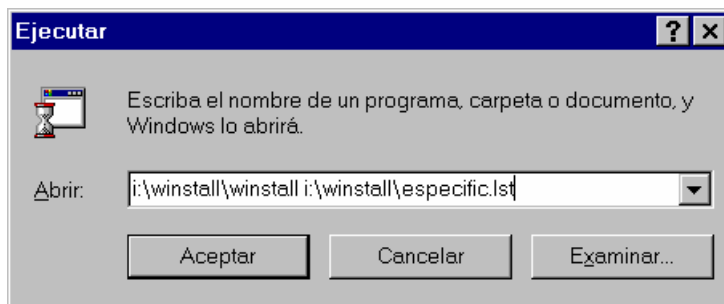 Ejecutar
Escriba el nombre de un programa, carpeta o documento, y
Windows lo abrirá.
Abrir: i:\winstall\winstall i:\winstall\especific.lst
Aceptar Cancelar Examinar...